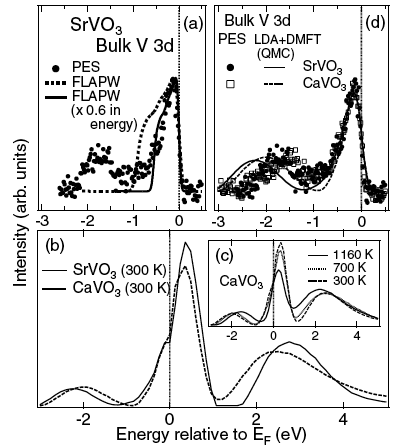 SrVO₃ (a)
Bulk V 3d
PES
FLAPW
FLAPW
(x 0.6 in
energy)
-3 -2 -1 0
Bulk V 3d (d)
PES LDA+DMFT
(QMC)
SrVO₃
CaVO₃
-3 -2 -1 0
Intensity (arb. units)
(b)
SrVO₃ (300 K)
CaVO₃ (300 K)
(c)
CaVO₃
1160 K
700 K
300 K
-2 0 2 4
-2 0 2 4
Energy relative to E_F (eV)